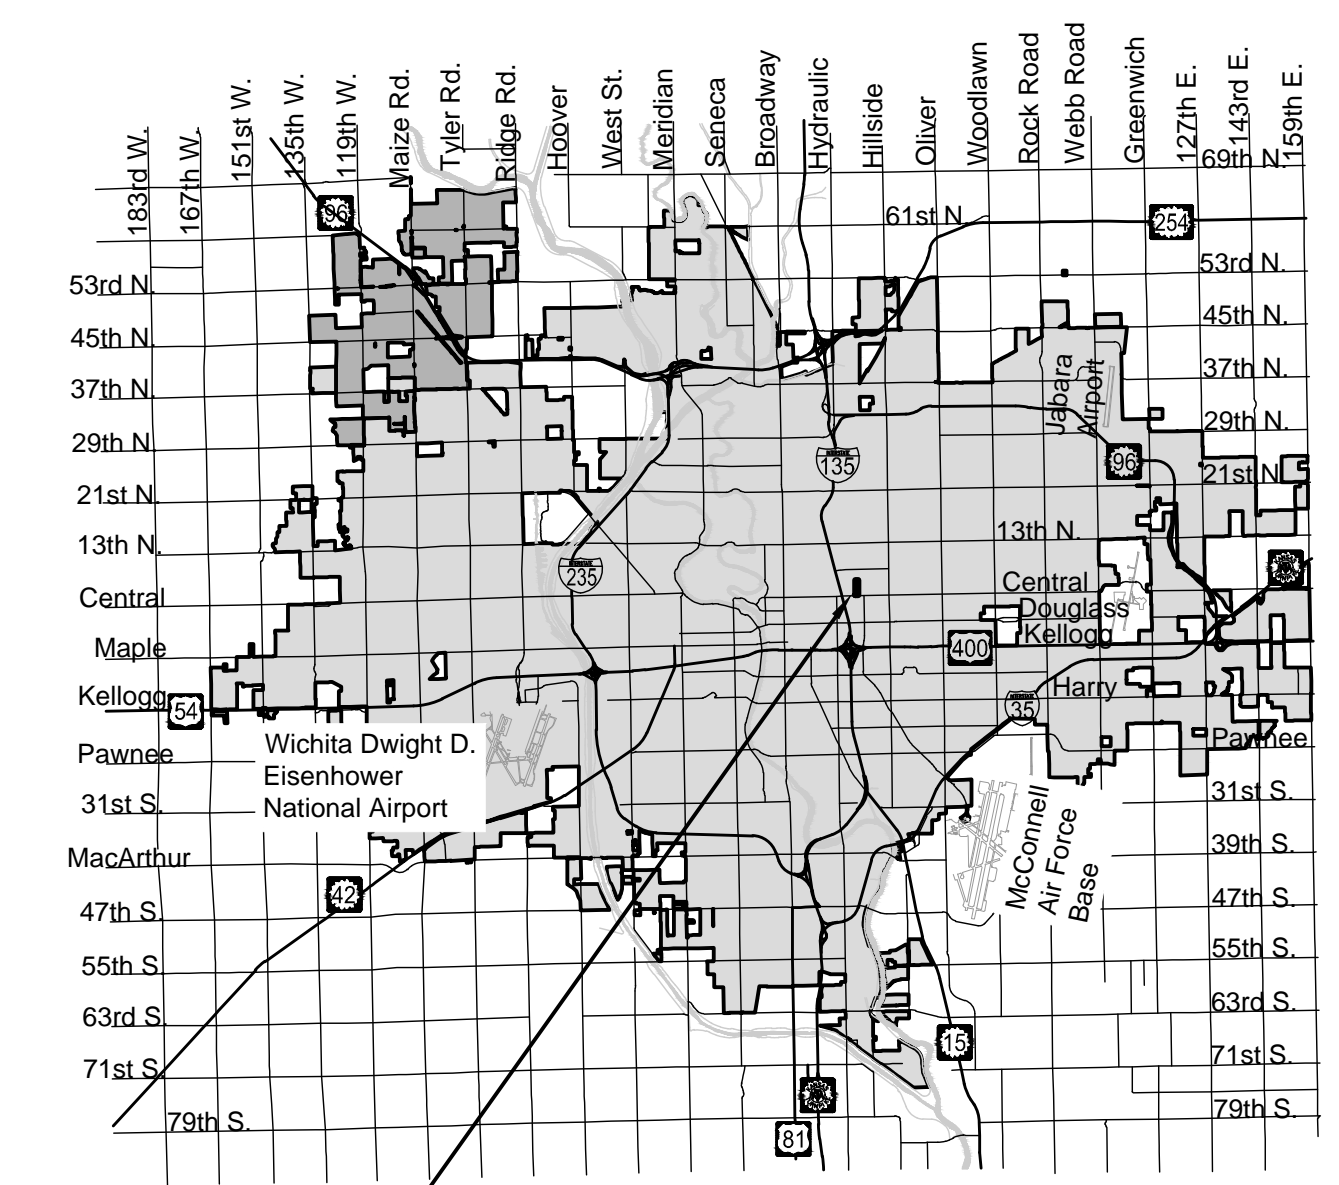 183rd W.
167th W.
151st W.
135th W.
119th W.
Maize Rd.
Tyler Rd.
Ridge Rd.
Hoover
West St.
Meridian
Seneca
Broadway
Hydraulic
Hillside
Oliver
Woodlawn
Rock Road
Webb Road
Greenwich
127th E.
143rd E.
159th E.
69th N.
96
61st N.
254
53rd N.
53rd N.
45th N.
45th N.
37th N.
37th N.
Jabara
Airport
29th N.
29th N.
135
96
21st N.
21st N.
13th N.
13th N.
235
Central
Central
Douglass
Kellogg
Maple
400
Kellogg
54
Harry
35
Pawnee
Pawnee
Wichita Dwight D.
Eisenhower
National Airport
31st S.
31st S.
McConnell
Air Force
Base
MacArthur
39th S.
42
47th S.
47th S.
55th S.
55th S.
63rd S.
63rd S.
15
71st S.
71st S.
79th S.
79th S.
81